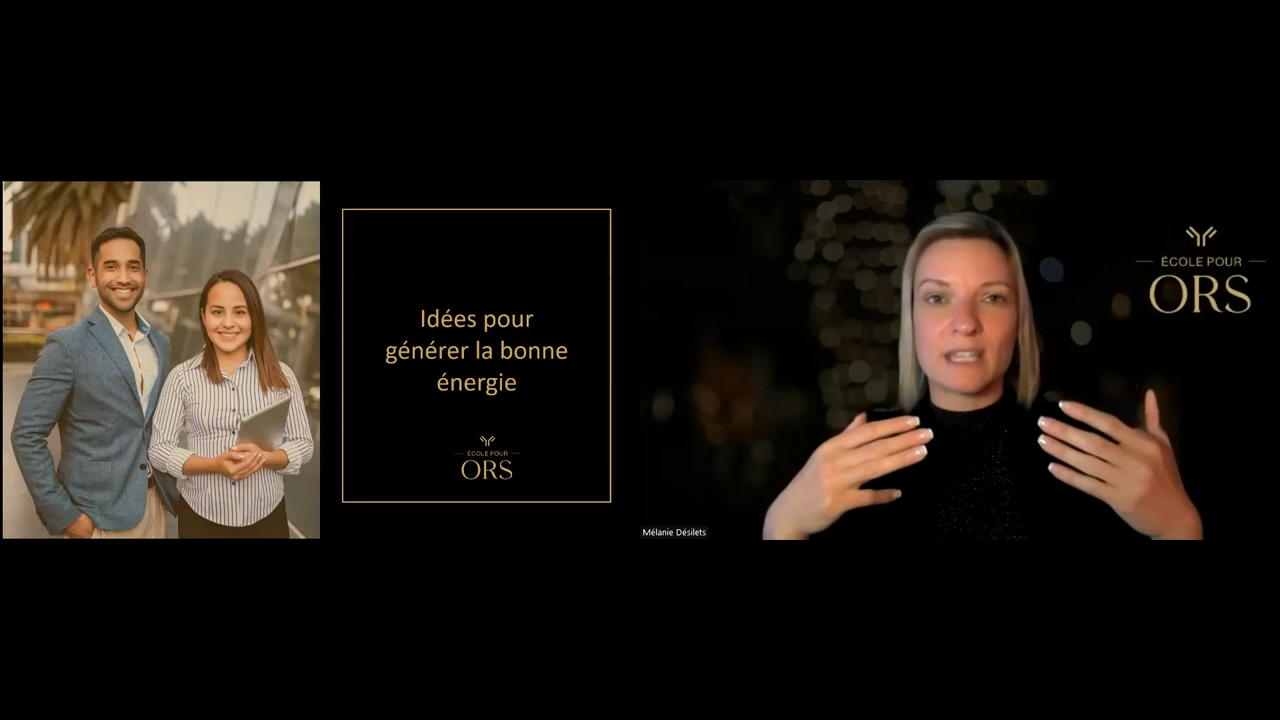 Idées pour
générer la bonne
énergie
ÉCOLE POUR
ORS
ÉCOLE POUR
ORS
Mélanie Désilets